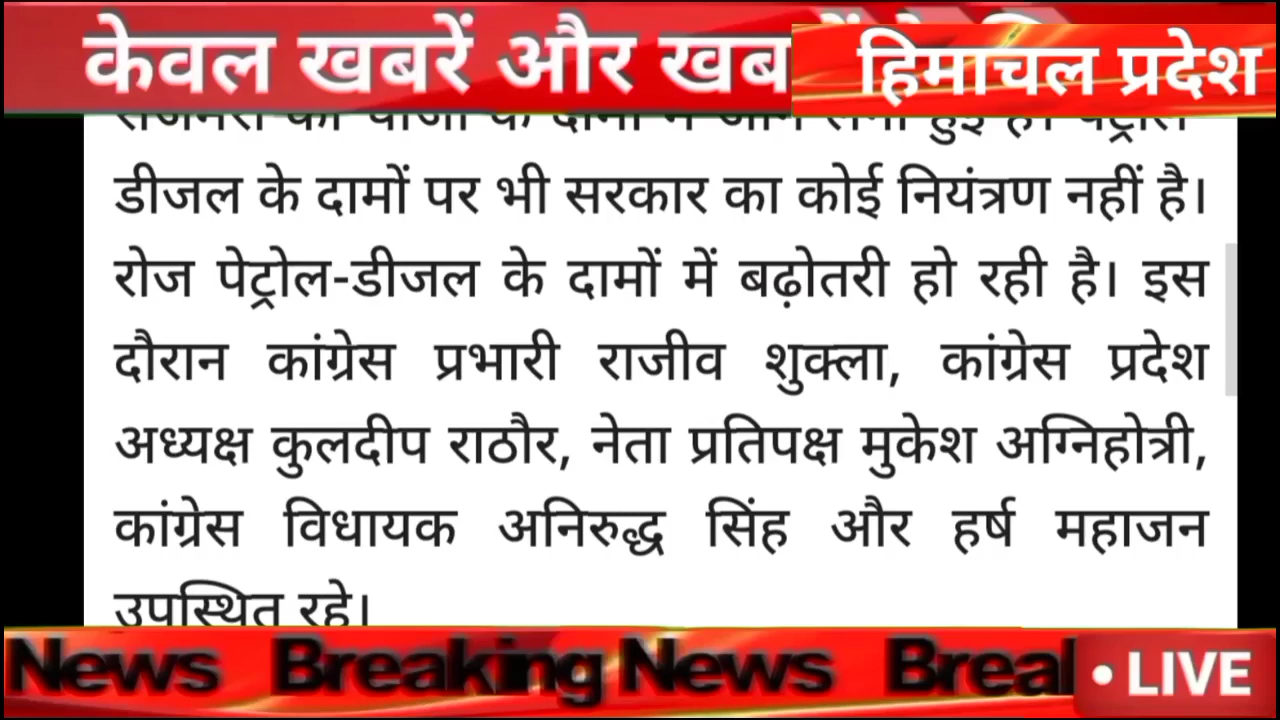 केवल खबरें और खब
हिमाचल प्रदेश
डीजल के दामों पर भी सरकार का कोई नियंत्रण नहीं है।
रोज पेट्रोल-डीजल के दामों में बढ़ोतरी हो रही है। इस
दौरान कांग्रेस प्रभारी राजीव शुक्ला, कांग्रेस प्रदेश
अध्यक्ष कुलदीप राठौर, नेता प्रतिपक्ष मुकेश अग्निहोत्री,
कांग्रेस विधायक अनिरुद्ध सिंह और हर्ष महाजन
उपस्थित रहे।
News Breaking News Breal
• LIVE